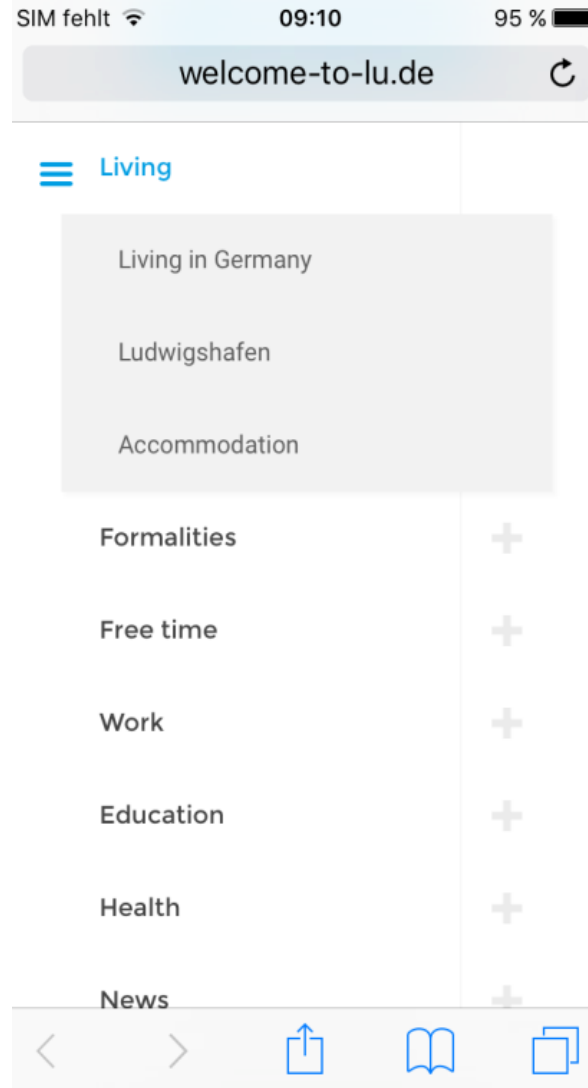 SIM fehlt 09:10 95 %
welcome-to-lu.de
Living
Living in Germany
Ludwigshafen
Accommodation
Formalities
Free time
Work
Education
Health
News